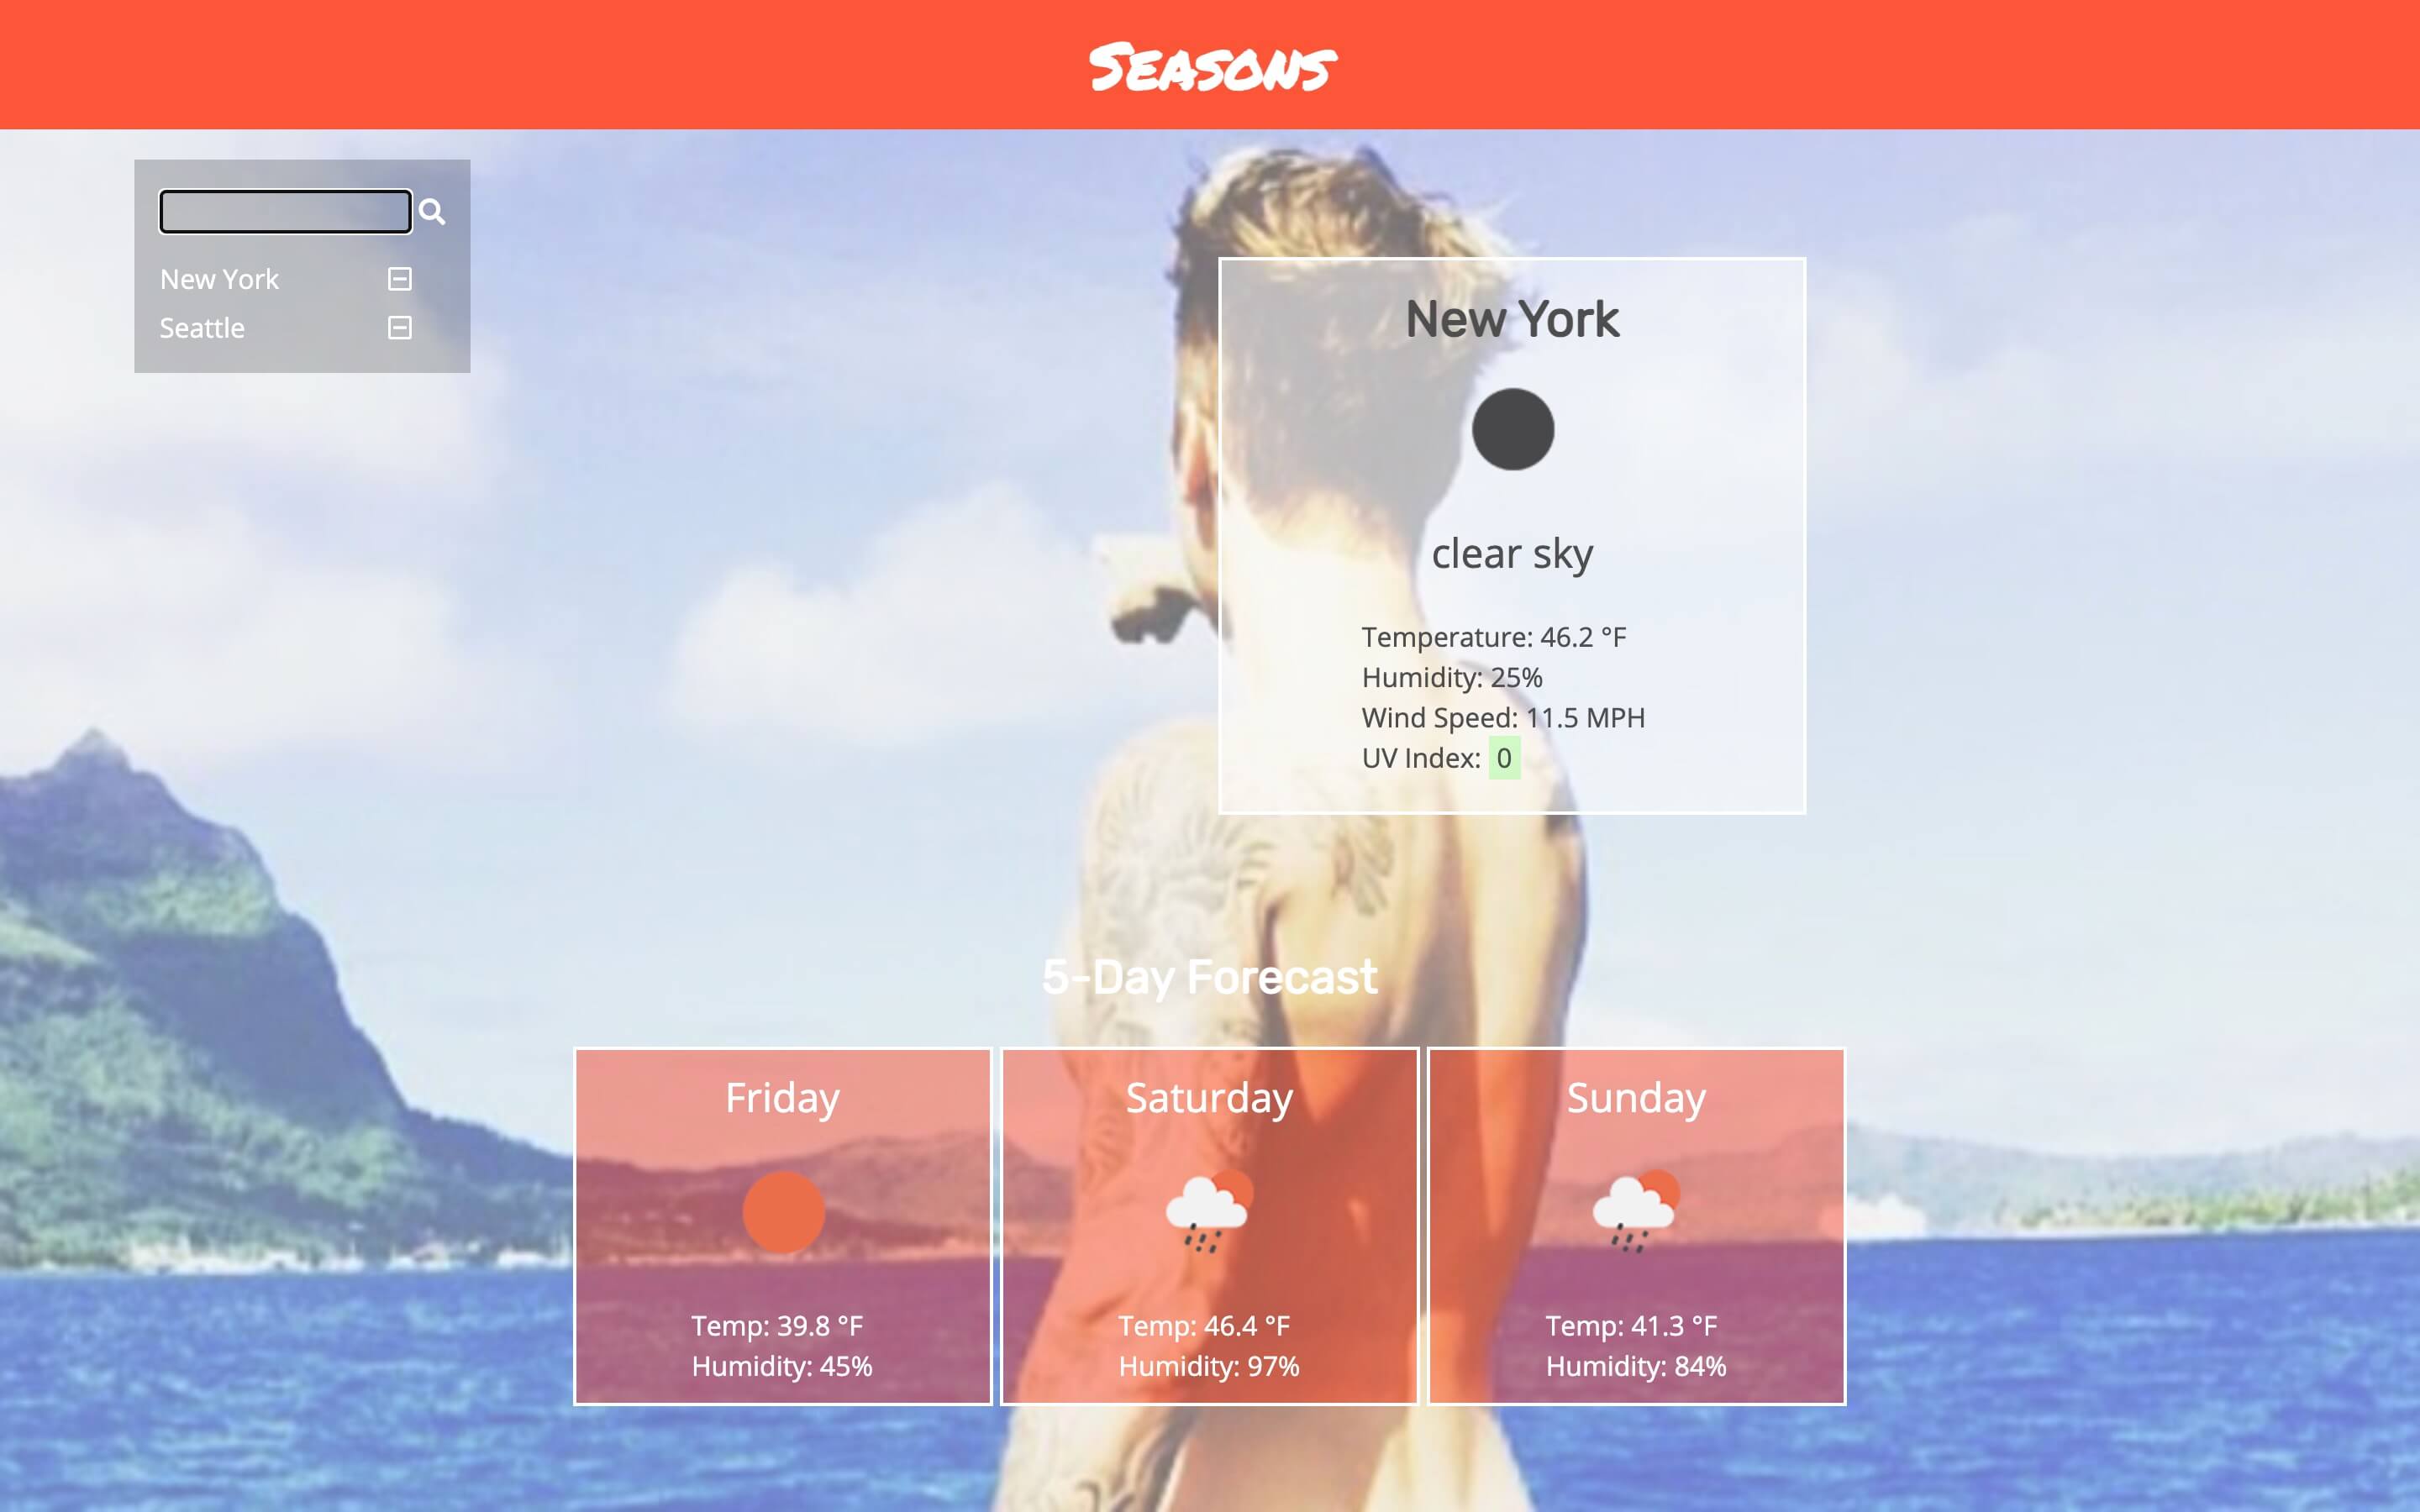 Seasons
New York
Seattle
New York
clear sky
Temperature: 46.2 °F
Humidity: 25%
Wind Speed: 11.5 MPH
UV Index: 0
5-Day Forecast
Friday
Temp: 39.8 °F
Humidity: 45%
Saturday
Temp: 46.4 °F
Humidity: 97%
Sunday
Temp: 41.3 °F
Humidity: 84%